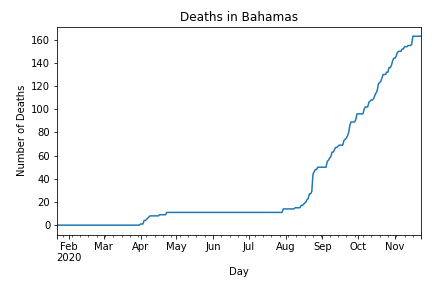 Deaths in Bahamas
160
140
120
100
80
60
40
20
0
Number of Deaths
Feb Mar Apr May Jun Jul Aug Sep Oct Nov
2020
Day